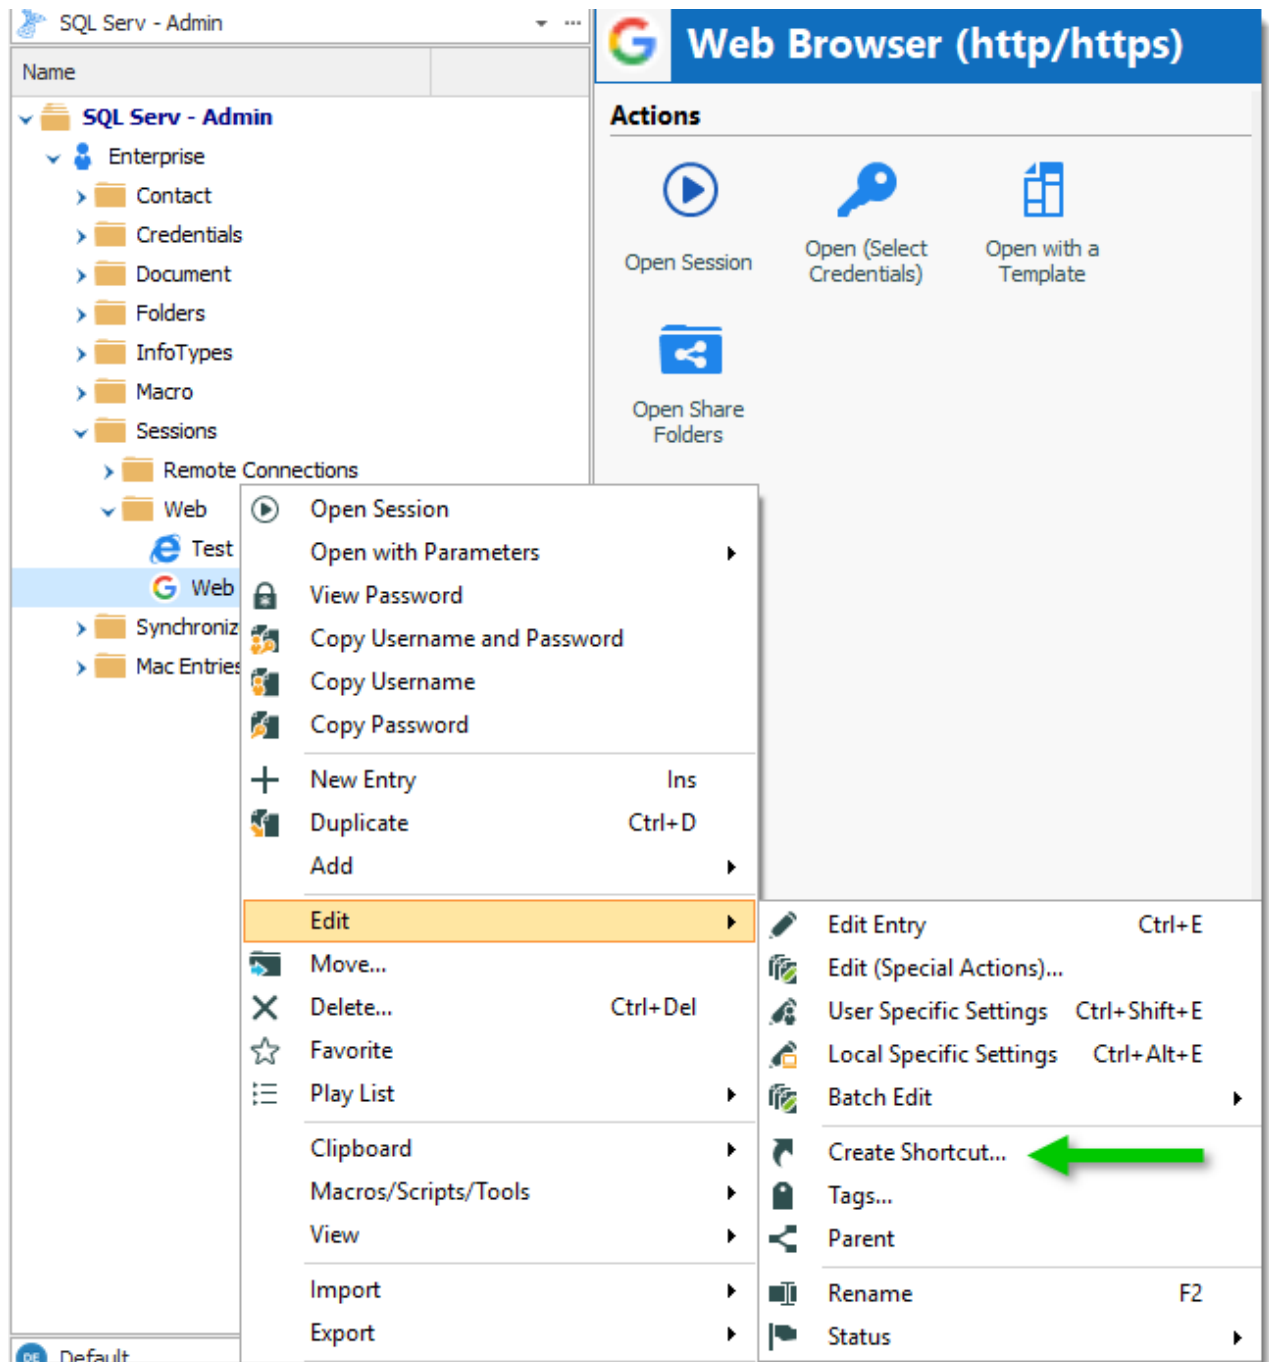 SQL Serv - Admin
Name
SQL Serv - Admin
Enterprise
Contact
Credentials
Document
Folders
InfoTypes
Macro
Sessions
Remote Connections
Web
Test
Web
Synchroniz
Mac Entries
Default
Web Browser (http/https)
Actions
Open Session
Open (Select
Credentials)
Open with a
Template
Open Share
Folders
Open Session
Open with Parameters
View Password
Copy Username and Password
Copy Username
Copy Password
New Entry Ins
Duplicate Ctrl+D
Add
Edit
Move...
Delete... Ctrl+Del
Favorite
Play List
Clipboard
Macros/Scripts/Tools
View
Import
Export
Edit Entry Ctrl+E
Edit (Special Actions)...
User Specific Settings Ctrl+Shift+E
Local Specific Settings Ctrl+Alt+E
Batch Edit
Create Shortcut...
Tags...
Parent
Rename F2
Status